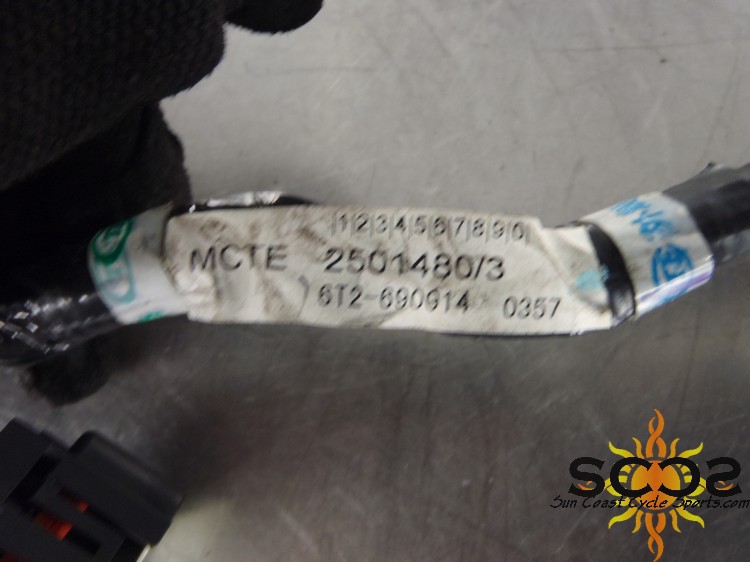 1 2 3 4 5 6 7 8 9 0
MCTE 2501480/3
6T2-690614 0357
SCCS
Sun Coast Cycle Sports.com